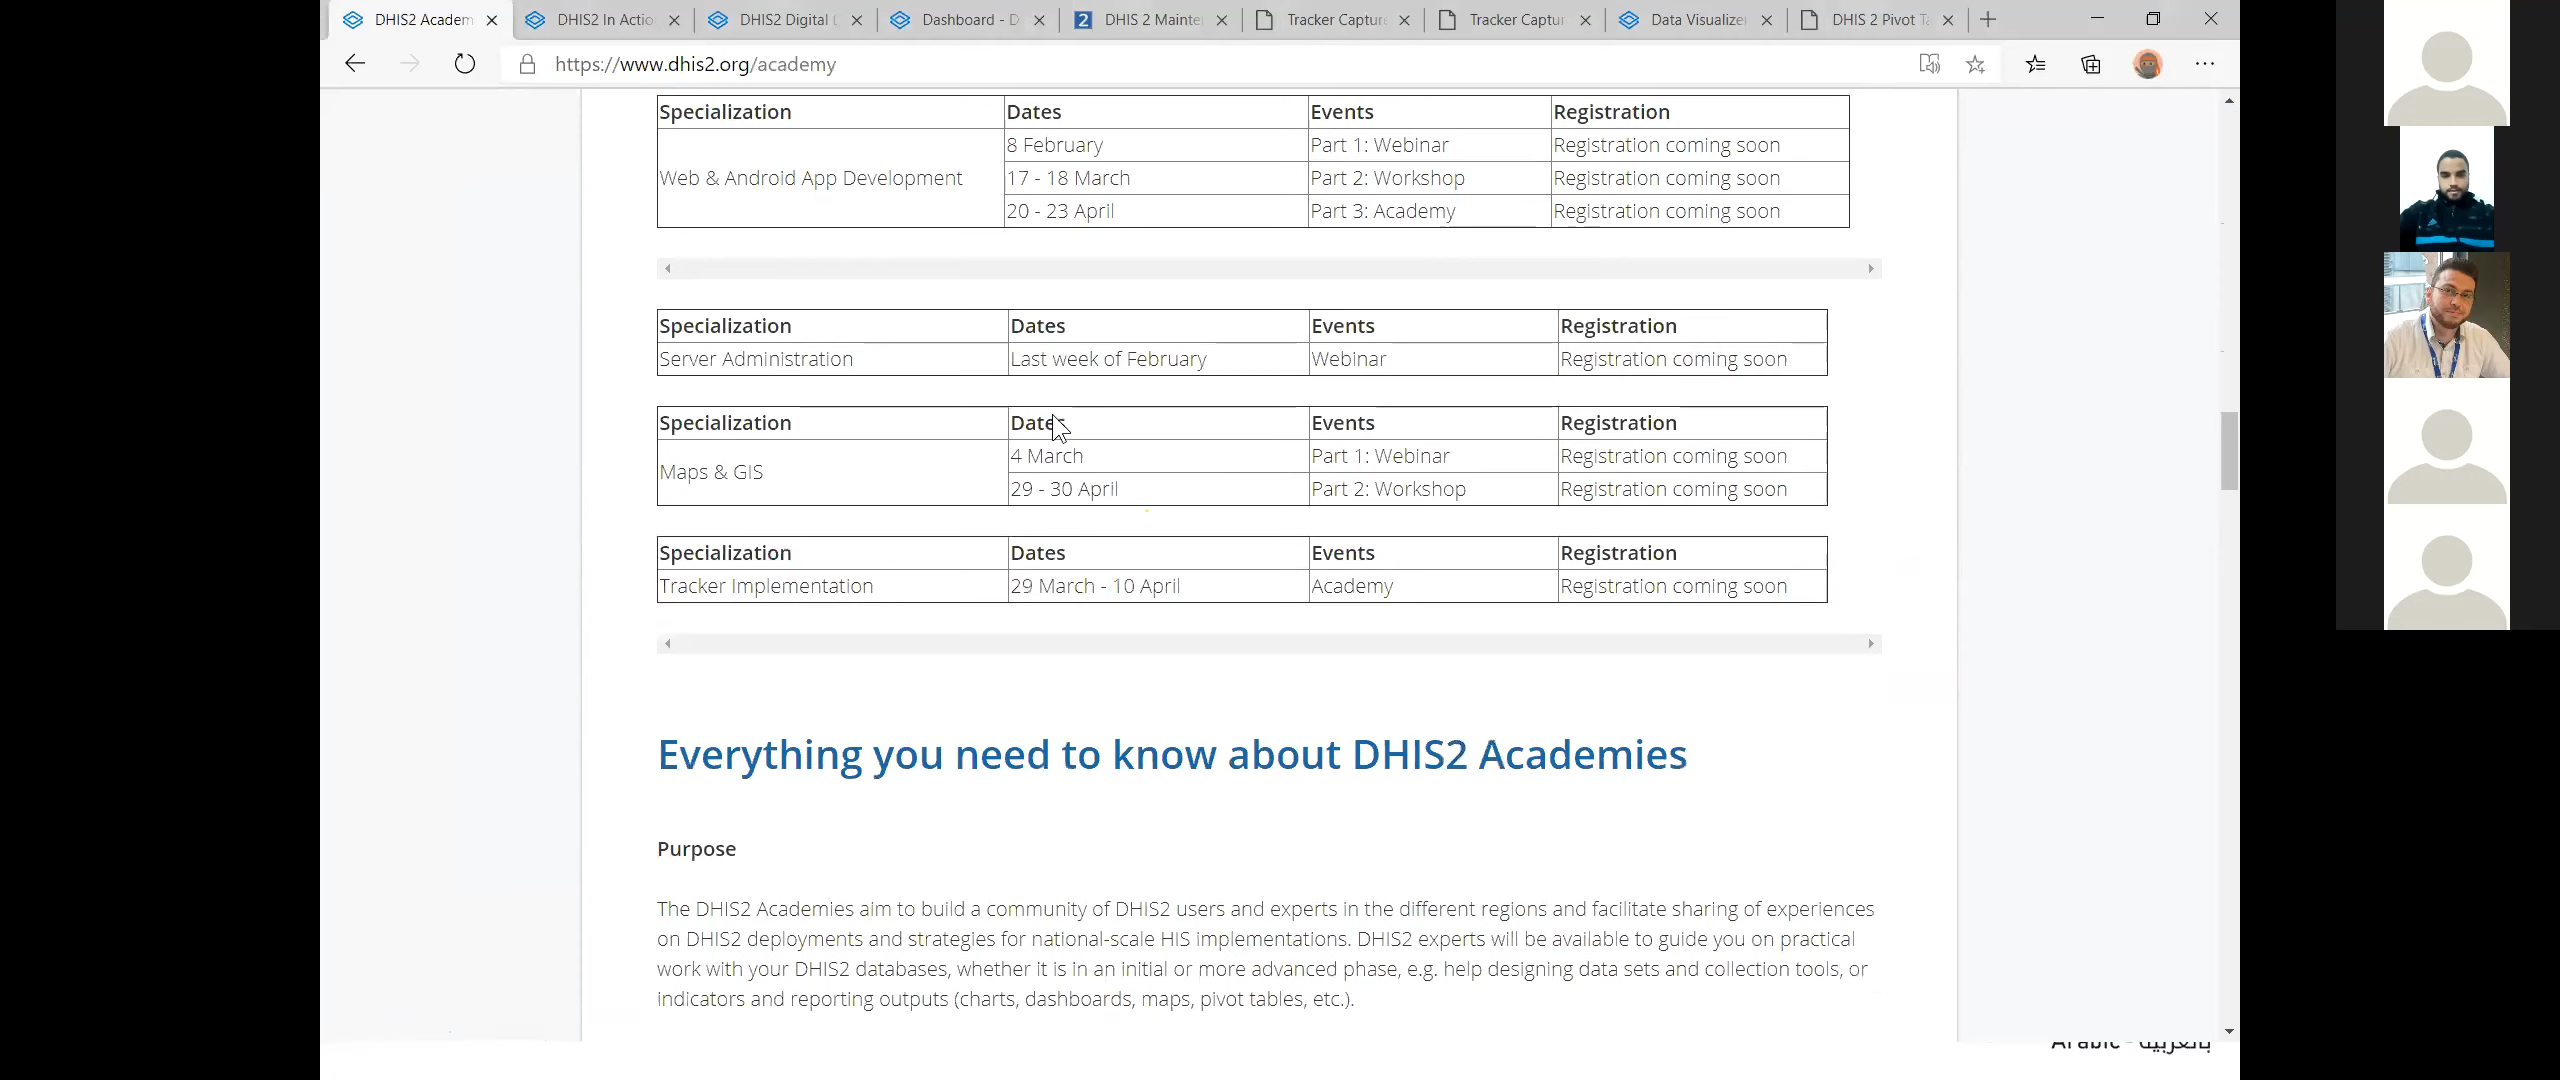 DHIS2 Academ
DHIS2 In Actio
DHIS2 Digital
Dashboard - D
2 DHIS 2 Mainte
Tracker Capture
Tracker Captur
Data Visualize
DHIS 2 Pivot Ta
https://www.dhis2.org/academy
Specialization Dates Events Registration
8 February Part 1: Webinar Registration coming soon
Web & Android App Development 17 - 18 March Part 2: Workshop Registration coming soon
20 - 23 April Part 3: Academy Registration coming soon
Specialization Dates Events Registration
Server Administration Last week of February Webinar Registration coming soon
Specialization Dates Events Registration
4 March Part 1: Webinar Registration coming soon
Maps & GIS
29 - 30 April Part 2: Workshop Registration coming soon
Specialization Dates Events Registration
Tracker Implementation 29 March - 10 April Academy Registration coming soon
Everything you need to know about DHIS2 Academies
Purpose
The DHIS2 Academies aim to build a community of DHIS2 users and experts in the different regions and facilitate sharing of experiences
on DHIS2 deployments and strategies for national-scale HIS implementations. DHIS2 experts will be available to guide you on practical
work with your DHIS2 databases, whether it is in an initial or more advanced phase, e.g. help designing data sets and collection tools, or
indicators and reporting outputs (charts, dashboards, maps, pivot tables, etc.).
Arabic - بالعربية